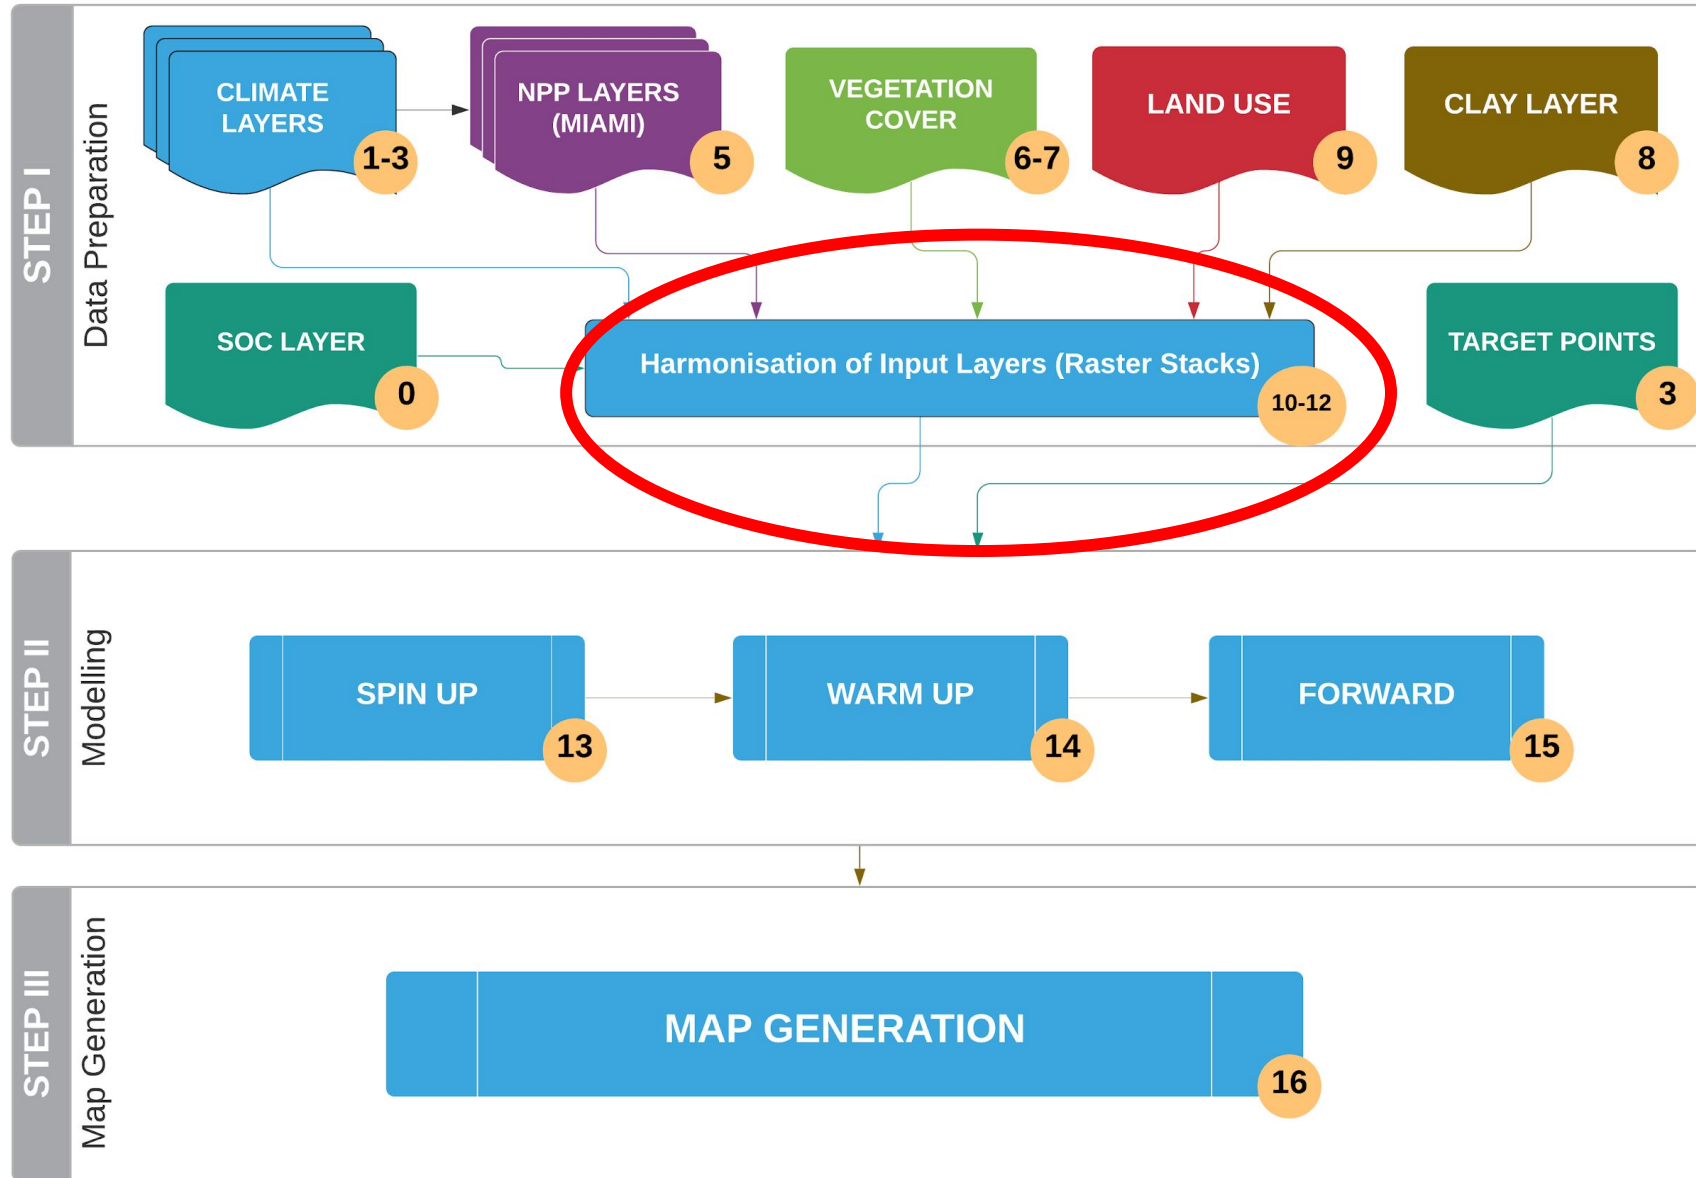 STEP I
Data Preparation
CLIMATE
LAYERS
1-3
NPP LAYERS
(MIAMI)
5
VEGETATION
COVER
6-7
LAND USE
9
CLAY LAYER
8
SOC LAYER
0
Harmonisation of Input Layers (Raster Stacks)
10-12
TARGET POINTS
3
STEP II
Modelling
SPIN UP
13
WARM UP
14
FORWARD
15
STEP III
Map Generation
MAP GENERATION
16